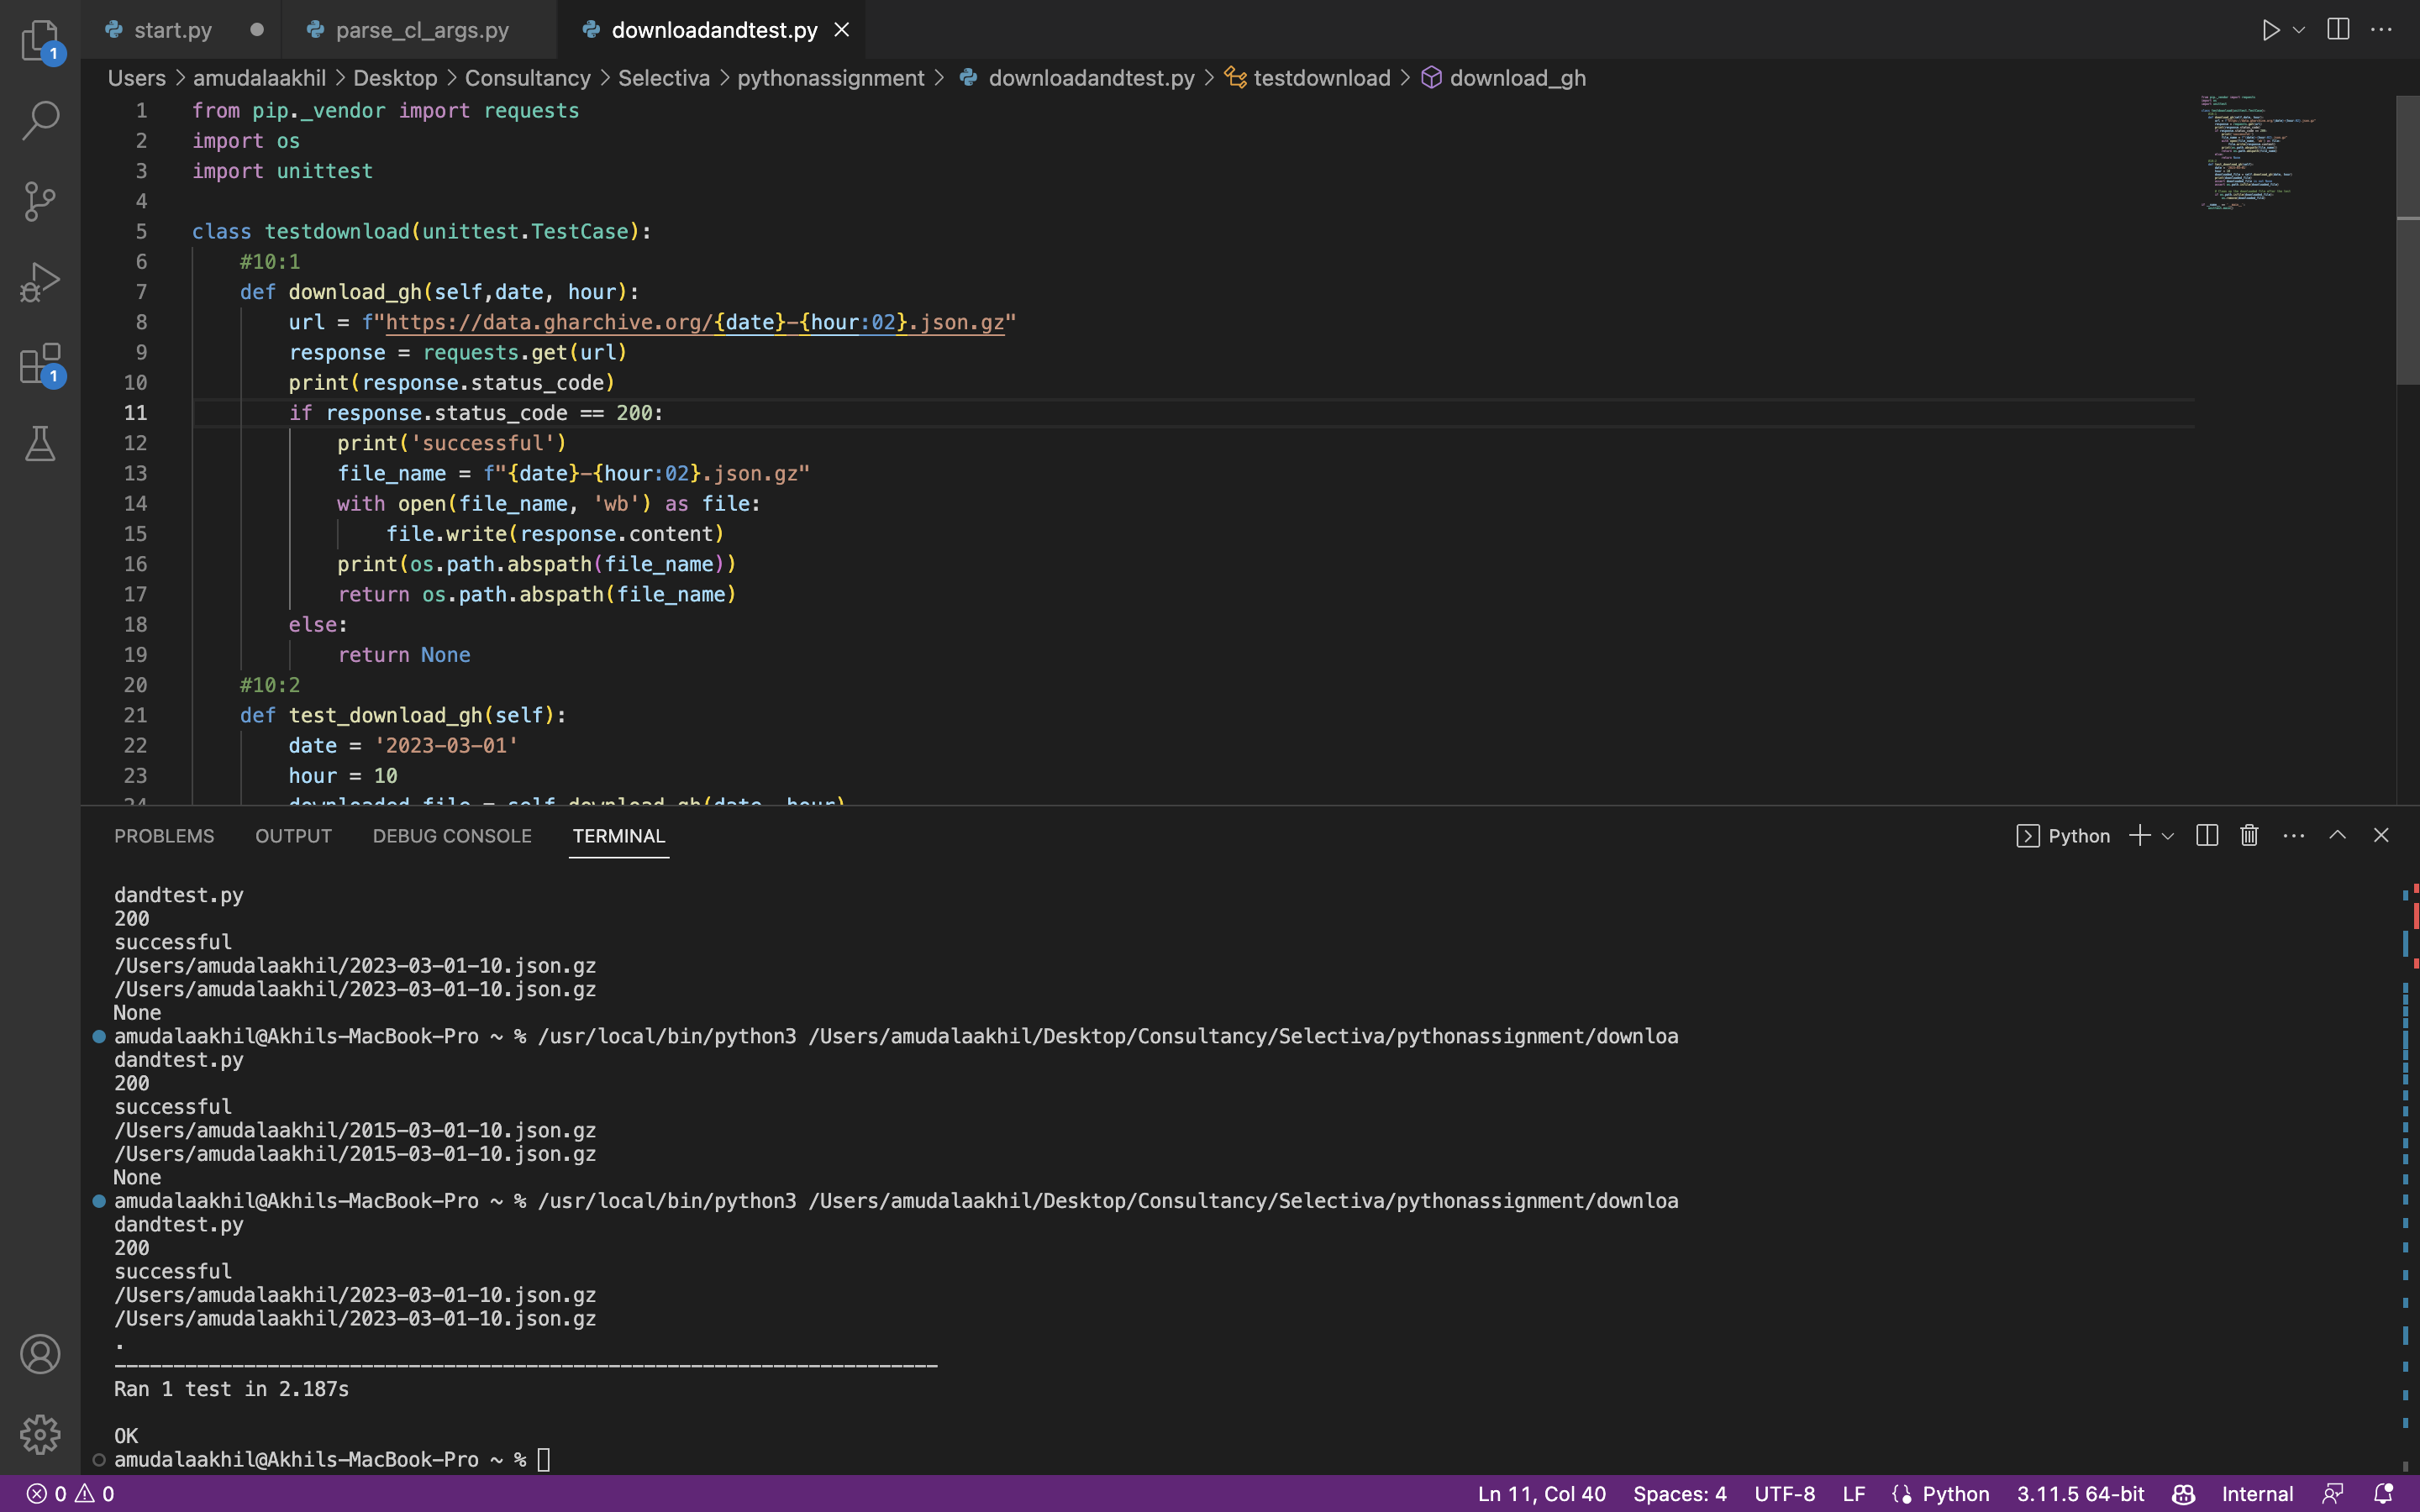 1
start.py
parse_cl_args.py
downloadandtest.py
Users > amudalaakhil > Desktop > Consultancy > Selectiva > pythonassignment > downloadandtest.py > testdownload > download_gh
1 from pip._vendor import requests
2 import os
3 import unittest
4
5 class testdownload(unittest.TestCase):
6 #10:1
7 def download_gh(self,date, hour):
8 url = f"https://data.gharchive.org/{date}-{hour:02}.json.gz"
9 response = requests.get(url)
10 print(response.status_code)
11 if response.status_code == 200:
12 print('successful')
13 file_name = f"{date}-{hour:02}.json.gz"
14 with open(file_name, 'wb') as file:
15 file.write(response.content)
16 print(os.path.abspath(file_name))
17 return os.path.abspath(file_name)
18 else:
19 return None
20 #10:2
21 def test_download_gh(self):
22 date = '2023-03-01'
23 hour = 10
24 downloaded_file = self.download_gh(date, hour)
1
PROBLEMS OUTPUT DEBUG CONSOLE TERMINAL
Python
dandtest.py
200
successful
/Users/amudalaakhil/2023-03-01-10.json.gz
/Users/amudalaakhil/2023-03-01-10.json.gz
None
amudalaakhil@Akhils-MacBook-Pro ~ % /usr/local/bin/python3 /Users/amudalaakhil/Desktop/Consultancy/Selectiva/pythonassignment/downloa
dandtest.py
200
successful
/Users/amudalaakhil/2015-03-01-10.json.gz
/Users/amudalaakhil/2015-03-01-10.json.gz
None
amudalaakhil@Akhils-MacBook-Pro ~ % /usr/local/bin/python3 /Users/amudalaakhil/Desktop/Consultancy/Selectiva/pythonassignment/downloa
dandtest.py
200
successful
/Users/amudalaakhil/2023-03-01-10.json.gz
/Users/amudalaakhil/2023-03-01-10.json.gz
.
----------------------------------------------------------------------
Ran 1 test in 2.187s
OK
amudalaakhil@Akhils-MacBook-Pro ~ %
0 0 Ln 11, Col 40 Spaces: 4 UTF-8 LF Python 3.11.5 64-bit Internal